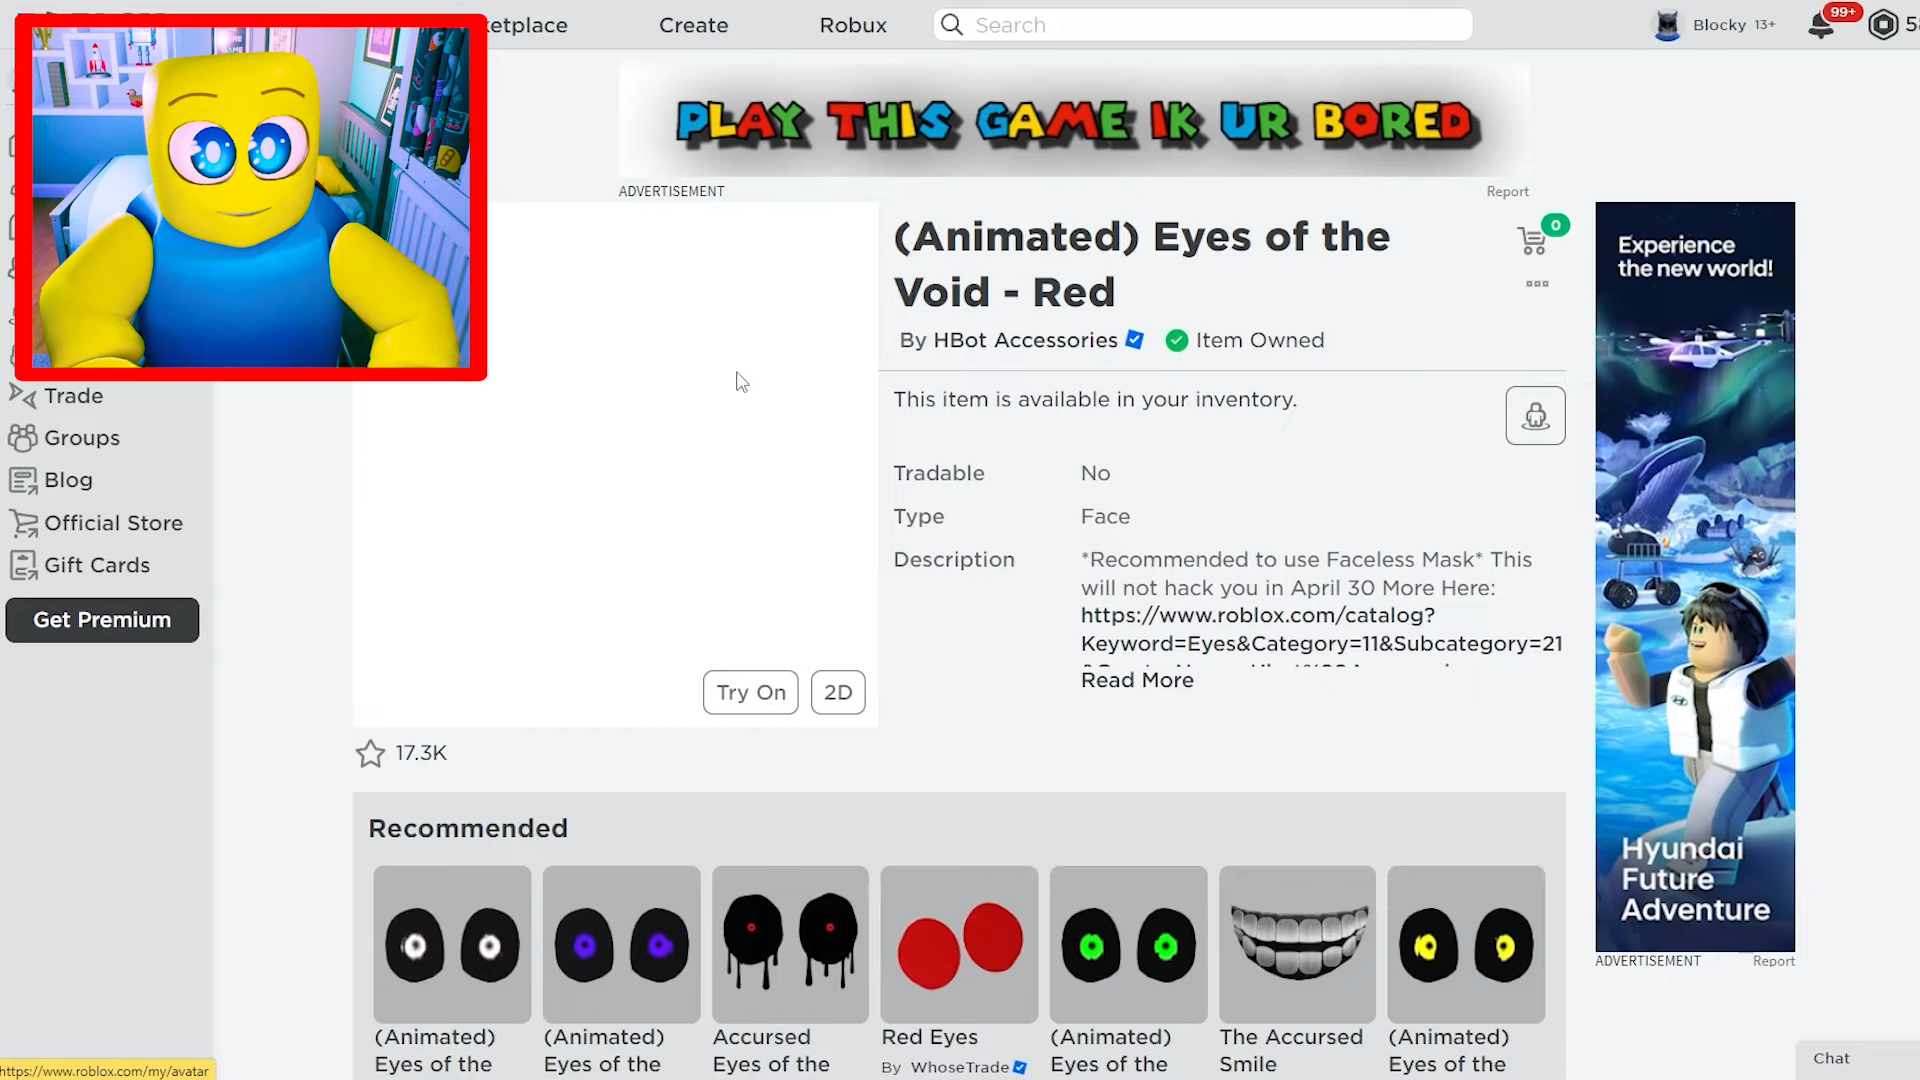 ketplace
Create
Robux
Search
Blocky 13+
99+
PLAY THIS GAME IK UR BORED
ADVERTISEMENT
Report
(Animated) Eyes of the
Void - Red
0
By HBot Accessories
Item Owned
This item is available in your inventory.
Tradable
No
Type
Face
Description
*Recommended to use Faceless Mask* This
will not hack you in April 30 More Here:
https://www.roblox.com/catalog?
Keyword=Eyes&Category=11&Subcategory=21
Read More
Trade
Groups
Blog
Official Store
Gift Cards
Get Premium
Try On
2D
17.3K
Experience
the new world!
Hyundai
Future
Adventure
ADVERTISEMENT
Report
Recommended
(Animated)
Eyes of the
(Animated)
Eyes of the
Accursed
Eyes of the
Red Eyes
By WhoseTrade
(Animated)
Eyes of the
The Accursed
Smile
(Animated)
Eyes of the
Chat
https://www.roblox.com/my/avatar